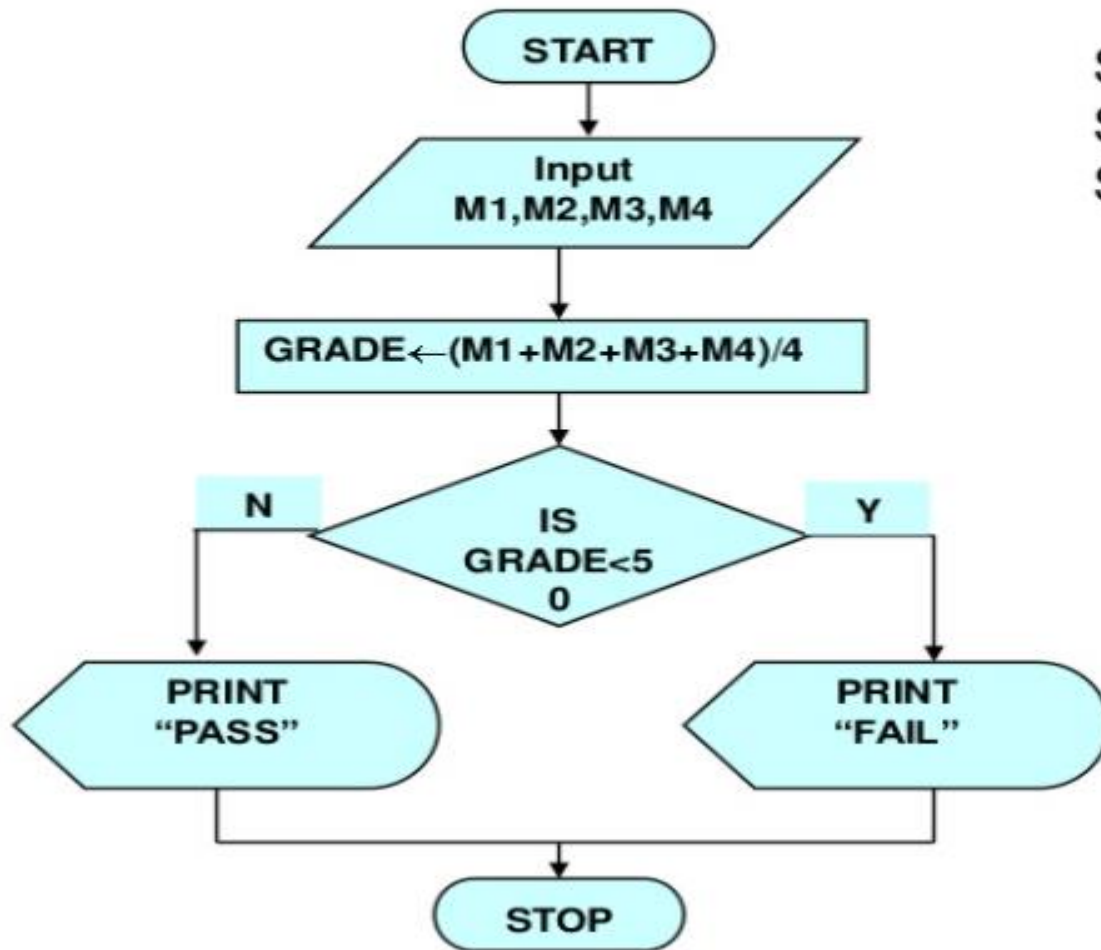 START
S
S
S
Input
M1,M2,M3,M4
GRADE←(M1+M2+M3+M4)/4
N
Y
IS
GRADE<5
0
PRINT
“PASS”
PRINT
“FAIL”
STOP